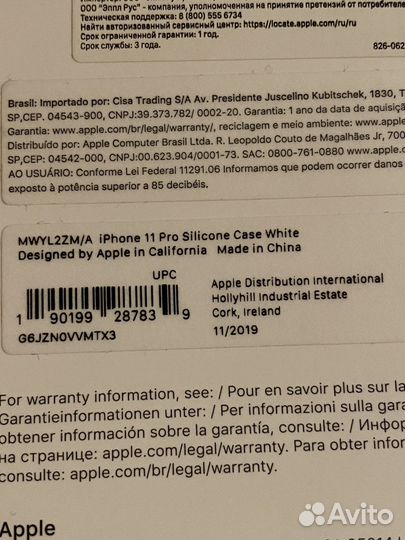 ООО "Эппл Рус" - компания, уполномоченная на принятие претензий от потребителе
Техническая поддержка: 8 (800) 555 6734
Найти авторизованный сервисный центр: https://locate.apple.com/ru/ru
Срок ограниченной гарантии: 1 год.
Срок службы: 3 года.
826-062
Brasil: Importado por: Cisa Trading S/A Av. Presidente Juscelino Kubitschek, 1830, T
SP,CEP. 04543-900, CNPJ:39.373.782/ 0002-20. Garantia: 1 ano da data de aquisiçã
Garantia: www.apple.com/br/legal/warranty/, reciclagem e meio ambiente: www.apple
Distribuído por: Apple Computer Brasil Ltda. R. Leopoldo Couto de Magalhães Jr, 700
SP,CEP: 04542-000, CNPJ:00.623.904/0001-73. SAC: 0800-761-0880 www.apple
AO USUÁRIO: Conforme Lei Federal 11291.06 Highvamos que podem ocorrer danos
exposto à potência superior a 85 decibéis.
MWYL2ZM/A iPhone 11 Pro Silicone Case White
Designed by Apple in California Made in China
UPC
1 90199 28783 9
G6JZN0VVMTX3
Apple Distribution International
Hollyhill Industrial Estate
Cork, Ireland
11/2019
For warranty information, see: / Pour en savoir plus sur la
Garantieinformationen unter: / Per informazioni sulla garan
obtener información sobre la garantía, consulte: / Инфор
на странице: apple.com/legal/warranty. Para obter infor
consulte: apple.com/br/legal/warranty.
Apple
Avito